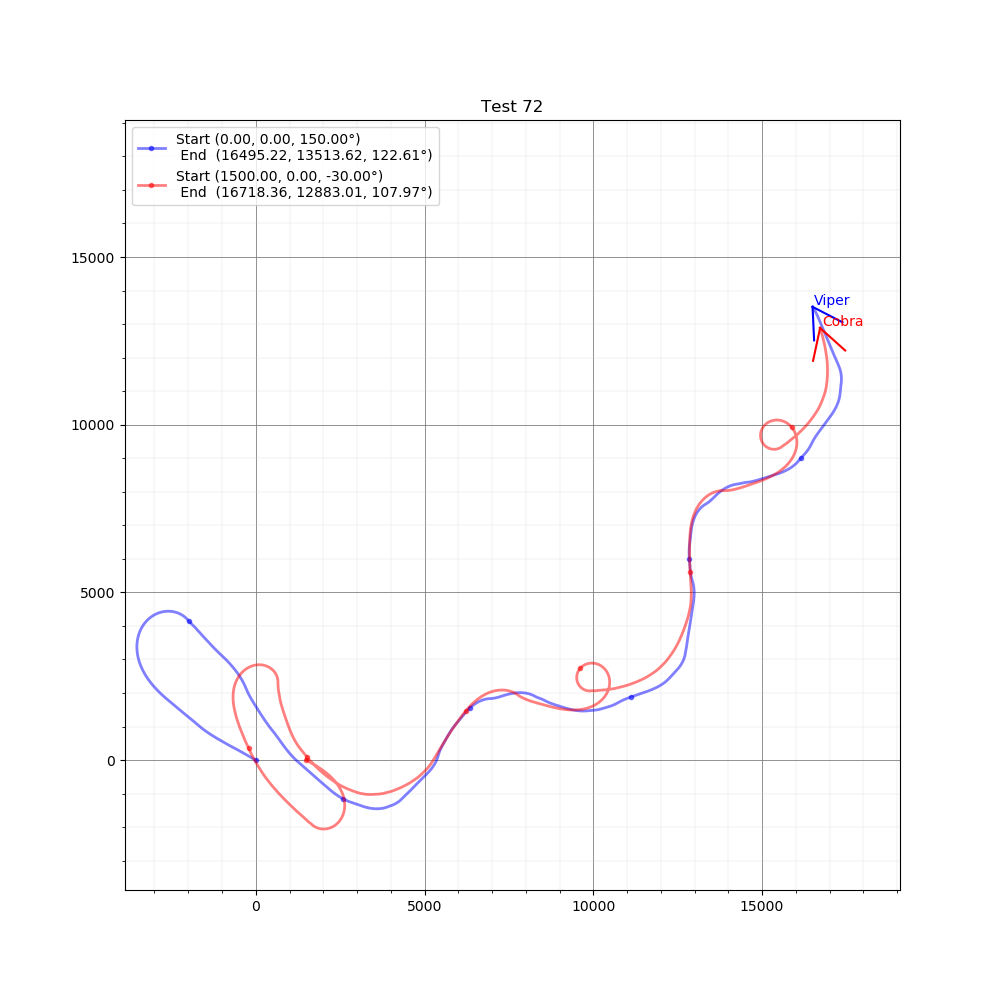 Test 72
Start (0.00, 0.00, 150.00°)
End (16495.22, 13513.62, 122.61°)
Start (1500.00, 0.00, -30.00°)
End (16718.36, 12883.01, 107.97°)
15000
10000
5000
0
Viper
Cobra
0 5000 10000 15000